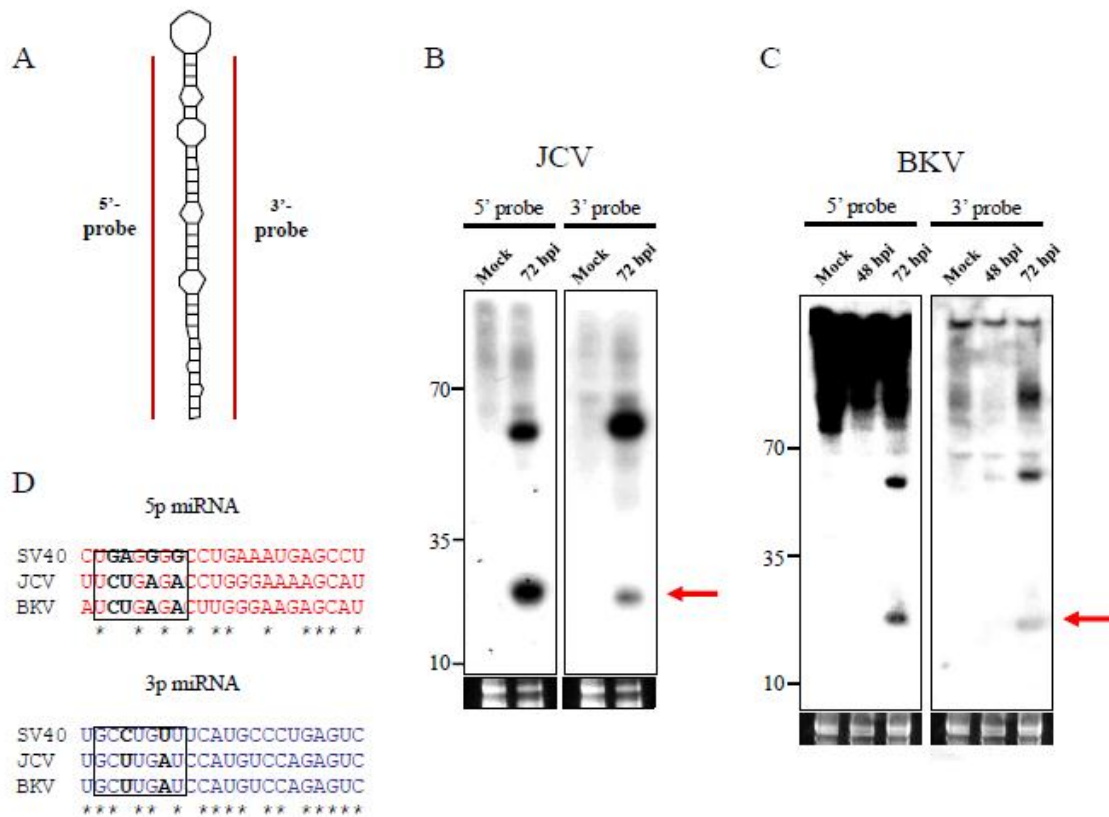 A
5'-
probe
3'-
probe
B
JCV
5' probe
3' probe
Mock
72 hpi
Mock
72 hpi
70
35
10
C
BKV
5' probe
3' probe
Mock
48 hpi
72 hpi
Mock
48 hpi
72 hpi
70
35
10
D
5p miRNA
SV40 CUGAGGGGCCUGAAAUGAGCCU
JCV UUCUGAGACCUGGGAAAAGCAU
BKV AUCUGAGACUUGGGAAGAGCAU
* * * * ** * *** *
3p miRNA
SV40 UGCCUGUUUCAUGCCCUGAGUC
JCV UGCUUGAUCCAUGUCCAGAGUC
BKV UGCUUGAUCCAUGUCCAGAGUC
*** ** * **** ** *****